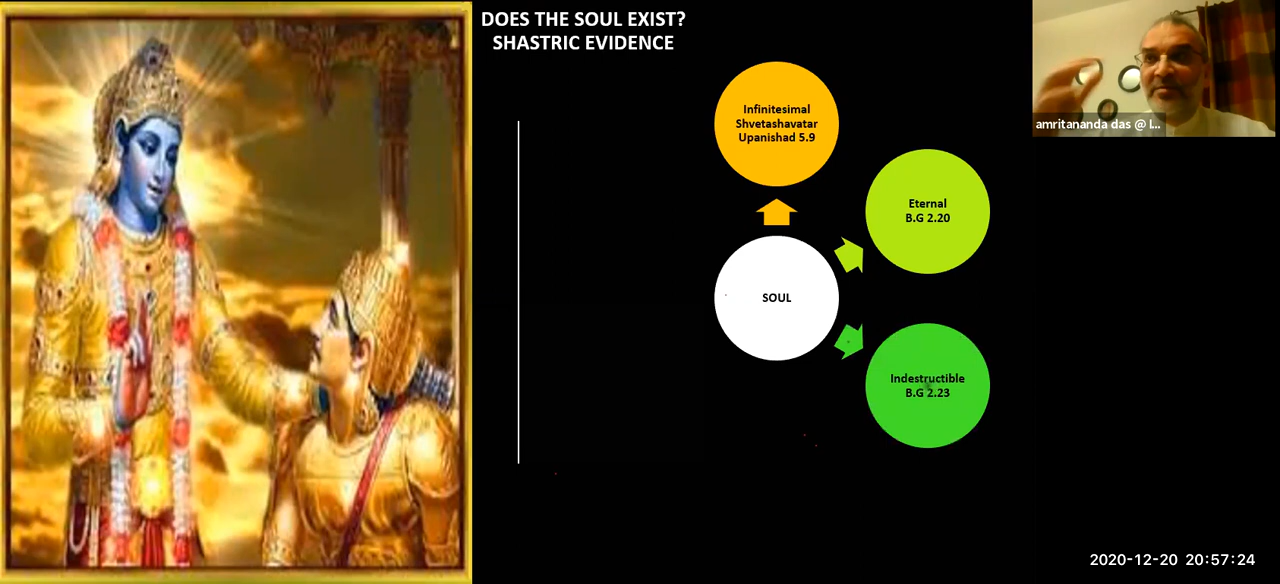 DOES THE SOUL EXIST?
SHASTRIC EVIDENCE
Infinitesimal
Shvetashavatar
Upanishad 5.9
Eternal
B.G 2.20
SOUL
Indestructible
B.G 2.23
amritananda das @ l...
2020-12-20 20:57:24